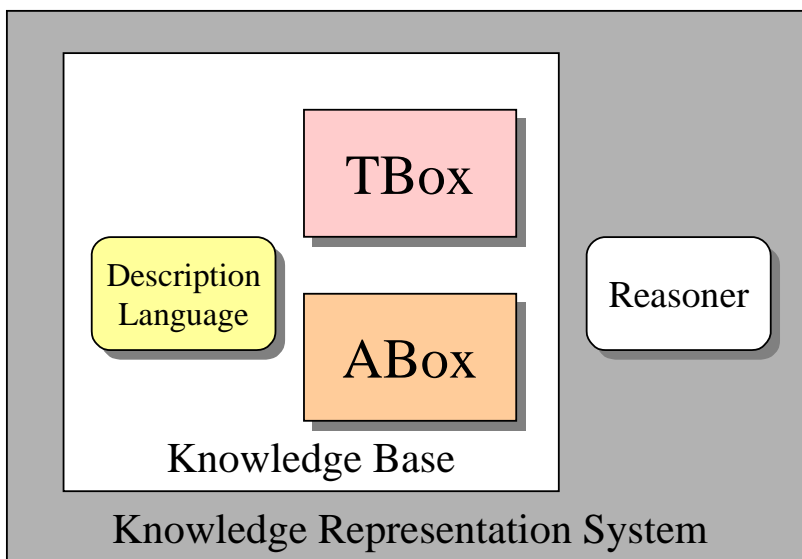 TBox
Description
Language
Reasoner
ABox
Knowledge Base
Knowledge Representation System